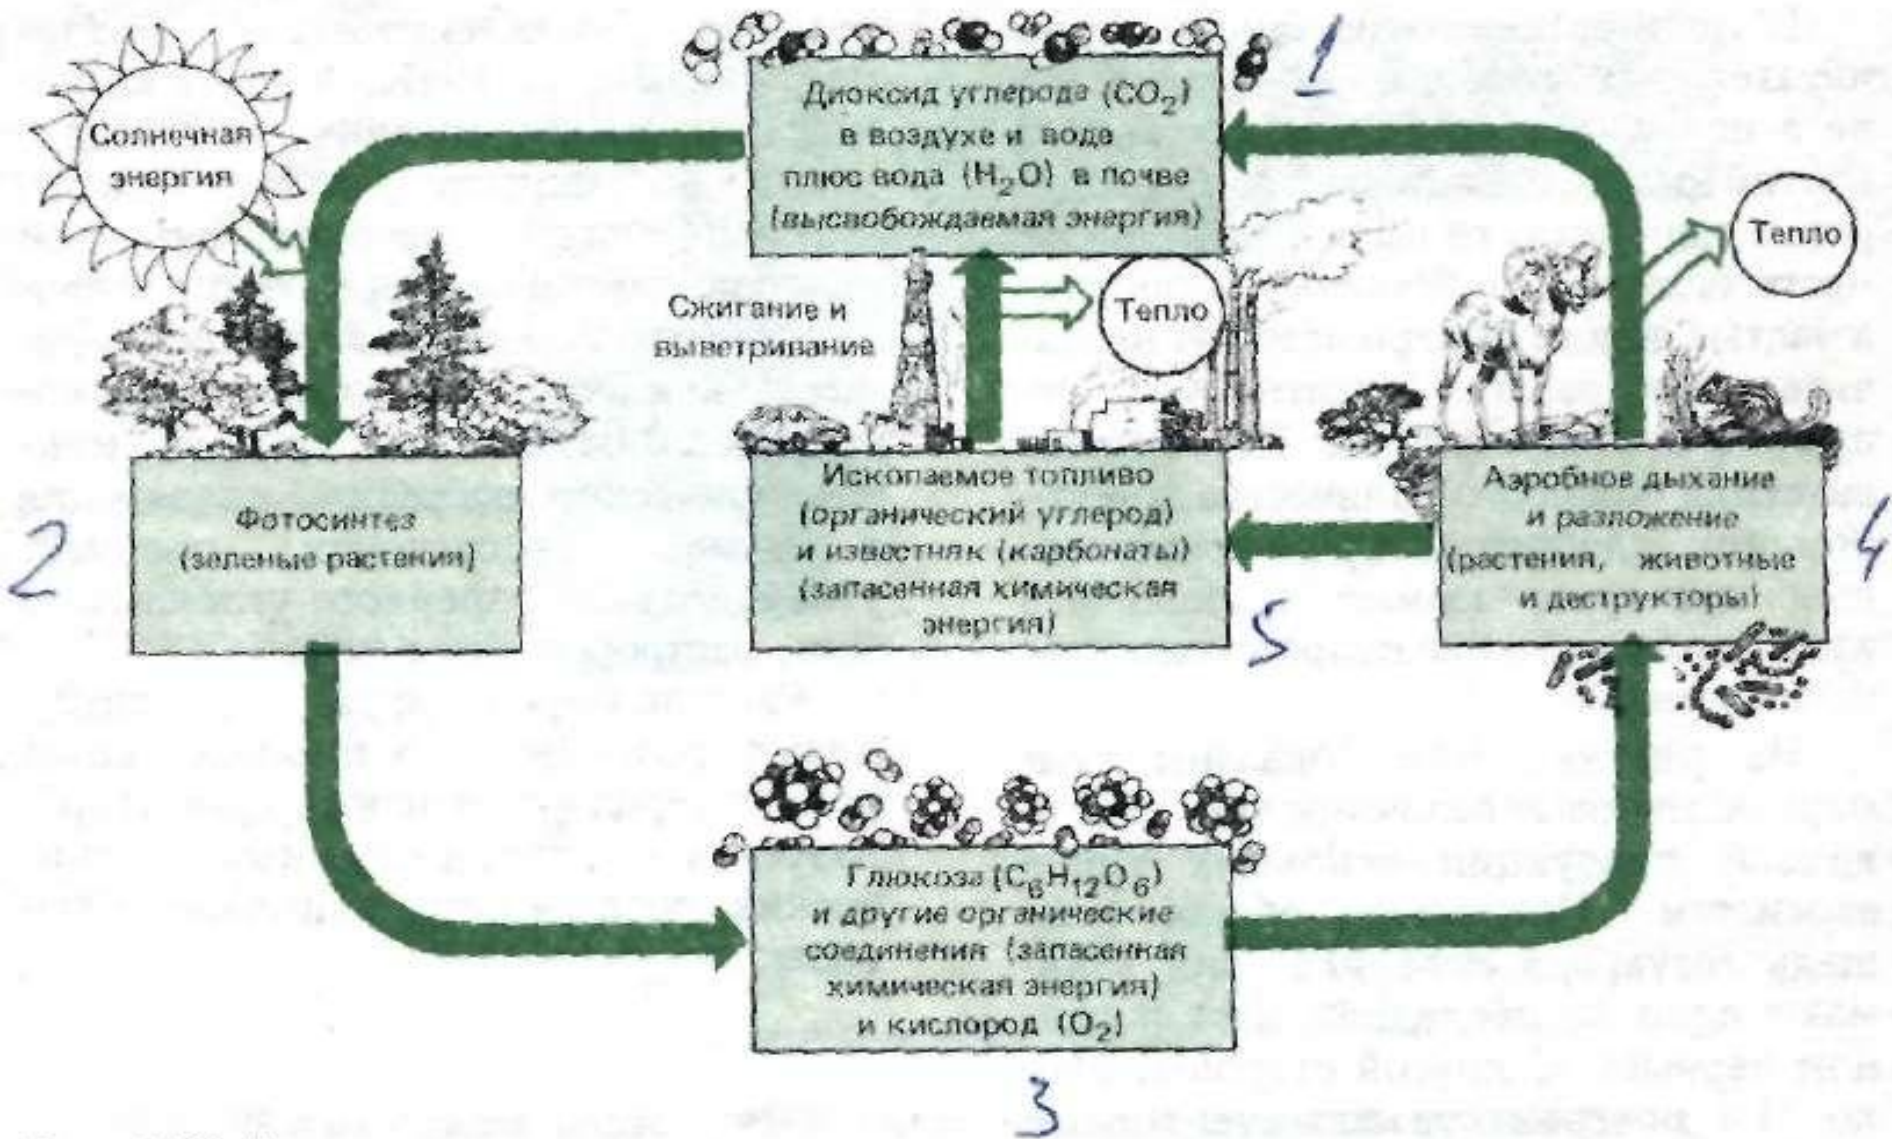 1
Диоксид углерода (CO₂)
в воздухе и воде
плюс вода (H₂O) в почве
(высвобождаемая энергия)
Солнечная
энергия
Тепло
Сжигание и
выветривание
Тепло
2
Фотосинтез
(зеленые растения)
Ископаемое топливо
(органический углерод)
и известняк (карбонаты)
(запасенная химическая
энергия)
5
Аэробное дыхание
и разложение
(растения, животные
и деструкторы)
4
Глюкоза (C₆H₁₂O₆)
и другие органические
соединения (запасенная
химическая энергия)
и кислород (O₂)
3